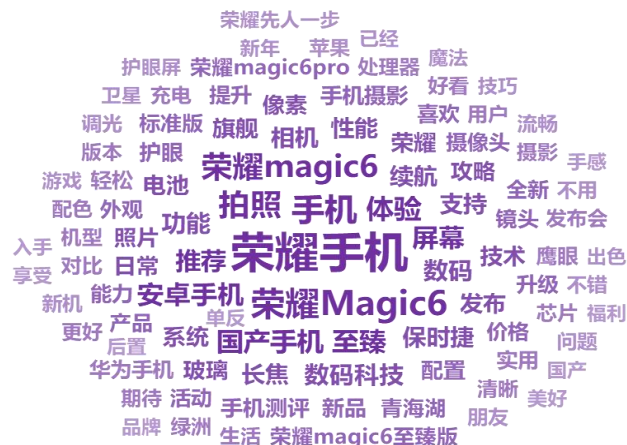 荣耀先人一步
新年 苹果 已经
护眼屏 荣耀magic6pro 处理器 魔法
卫星 充电 提升 像素 手机摄影 好看 技巧
调光 标准版 旗舰 相机 性能 喜欢 用户 流畅
版本 护眼 荣耀magic6 续航 荣耀 摄像头 摄影 手感
游戏 轻松 电池 攻略 全新 不用
配色 外观 功能 拍照 手机 体验 支持 镜头 发布会
入手 机型 照片 荣耀手机 屏幕 技术 鹰眼 出色
享受 对比 日常 推荐 数码 升级 不错
新机 能力 安卓手机 荣耀Magic6 发布 芯片 福利
更好 产品 单反
后置 系统 国产手机 至臻 保时捷 价格 问题
华为手机 玻璃 长焦 数码科技 配置 实用 国产
期待 活动 手机测评 新品 青海湖 清晰 美好
品牌 绿洲 生活 荣耀magic6至臻版 朋友